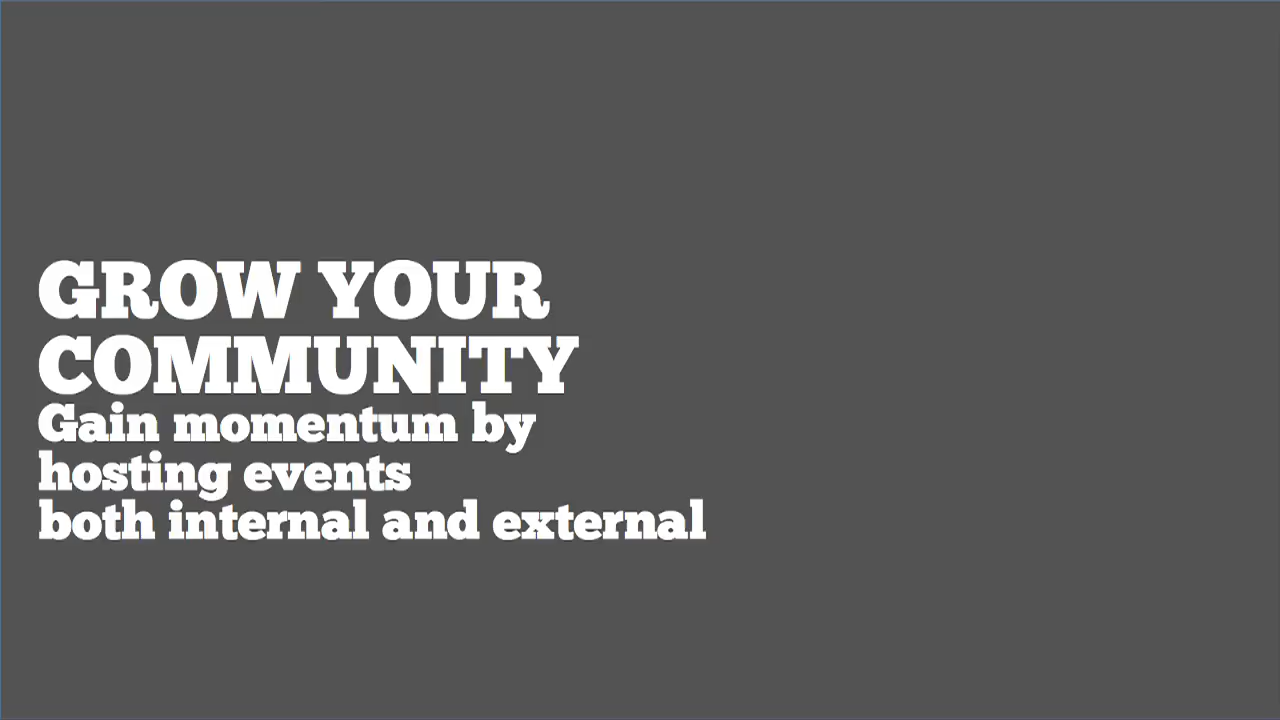 GROW YOUR
COMMUNITY
Gain momentum by
hosting events
both internal and external